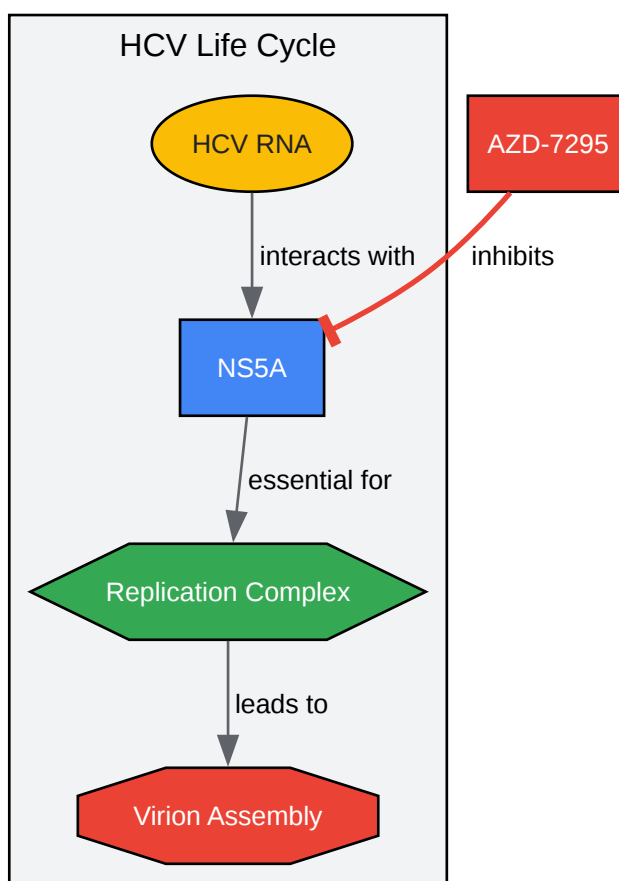 HCV Life Cycle
HCV RNA
AZD-7295
interacts with
inhibits
NS5A
essential for
Replication Complex
leads to
Virion Assembly